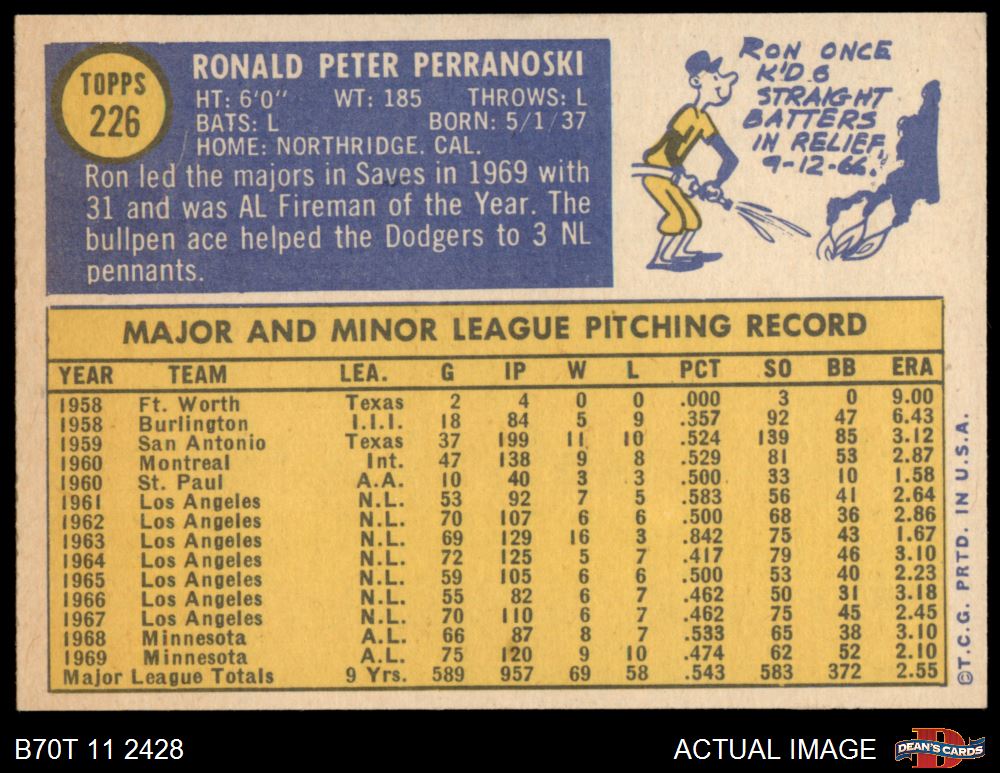 TOPPS
226
RONALD PETER PERRANOSKI
HT: 6'0" WT: 185 THROWS: L
BATS: L BORN: 5/1/37
HOME: NORTHRIDGE. CAL.
Ron led the majors in Saves in 1969 with
31 and was AL Fireman of the Year. The
bullpen ace helped the Dodgers to 3 NL
pennants.
RON ONCE
K'D 6
STRAIGHT
BATTERS
IN RELIEF,
9-12-66.
MAJOR AND MINOR LEAGUE PITCHING RECORD
YEAR TEAM LEA. G IP W L PCT SO BB ERA
1958 Ft. Worth Texas 2 4 0 0 .000 3 0 9.00
1958 Burlington I.I.I. 18 84 5 9 .357 92 47 6.43
1959 San Antonio Texas 37 199 11 10 .524 139 85 3.12
1960 Montreal Int. 47 138 9 8 .529 81 53 2.87
1960 St. Paul A.A. 10 40 3 3 .500 33 10 1.58
1961 Los Angeles N.L. 53 92 7 5 .583 56 41 2.64
1962 Los Angeles N.L. 70 107 6 6 .500 68 36 2.86
1963 Los Angeles N.L. 69 129 16 3 .842 75 43 1.67
1964 Los Angeles N.L. 72 125 5 7 .417 79 46 3.10
1965 Los Angeles N.L. 59 105 6 6 .500 53 40 2.23
1966 Los Angeles N.L. 55 82 6 7 .462 50 31 3.18
1967 Los Angeles N.L. 70 110 6 7 .462 75 45 2.45
1968 Minnesota A.L. 66 87 8 7 .533 65 38 3.10
1969 Minnesota A.L. 75 120 9 10 .474 62 52 2.10
Major League Totals 9 Yrs. 589 957 69 58 .543 583 372 2.55
©T.C.G. PRTD. IN U.S.A.
B70T 11 2428
ACTUAL IMAGE
D
DEAN'S CARDS